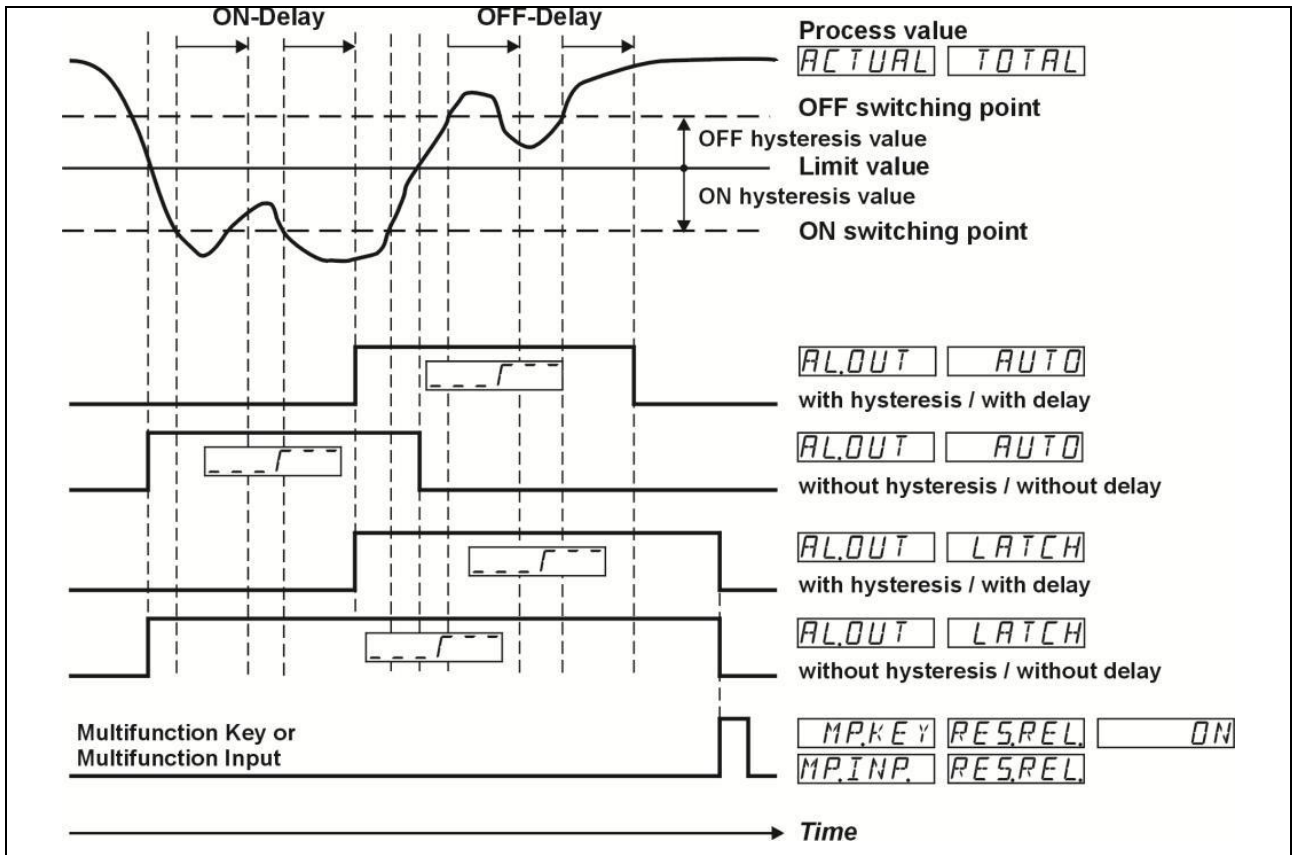 ON-Delay OFF-Delay
Process value
ACTUAL TOTAL
OFF switching point
OFF hysteresis value
Limit value
ON hysteresis value
ON switching point
AL.OUT AUTO
with hysteresis / with delay
AL.OUT AUTO
without hysteresis / without delay
AL.OUT LATCH
with hysteresis / with delay
AL.OUT LATCH
without hysteresis / without delay
Multifunction Key or
Multifunction Input
MP.KEY RES.REL. ON
MP.INP. RES.REL.
Time